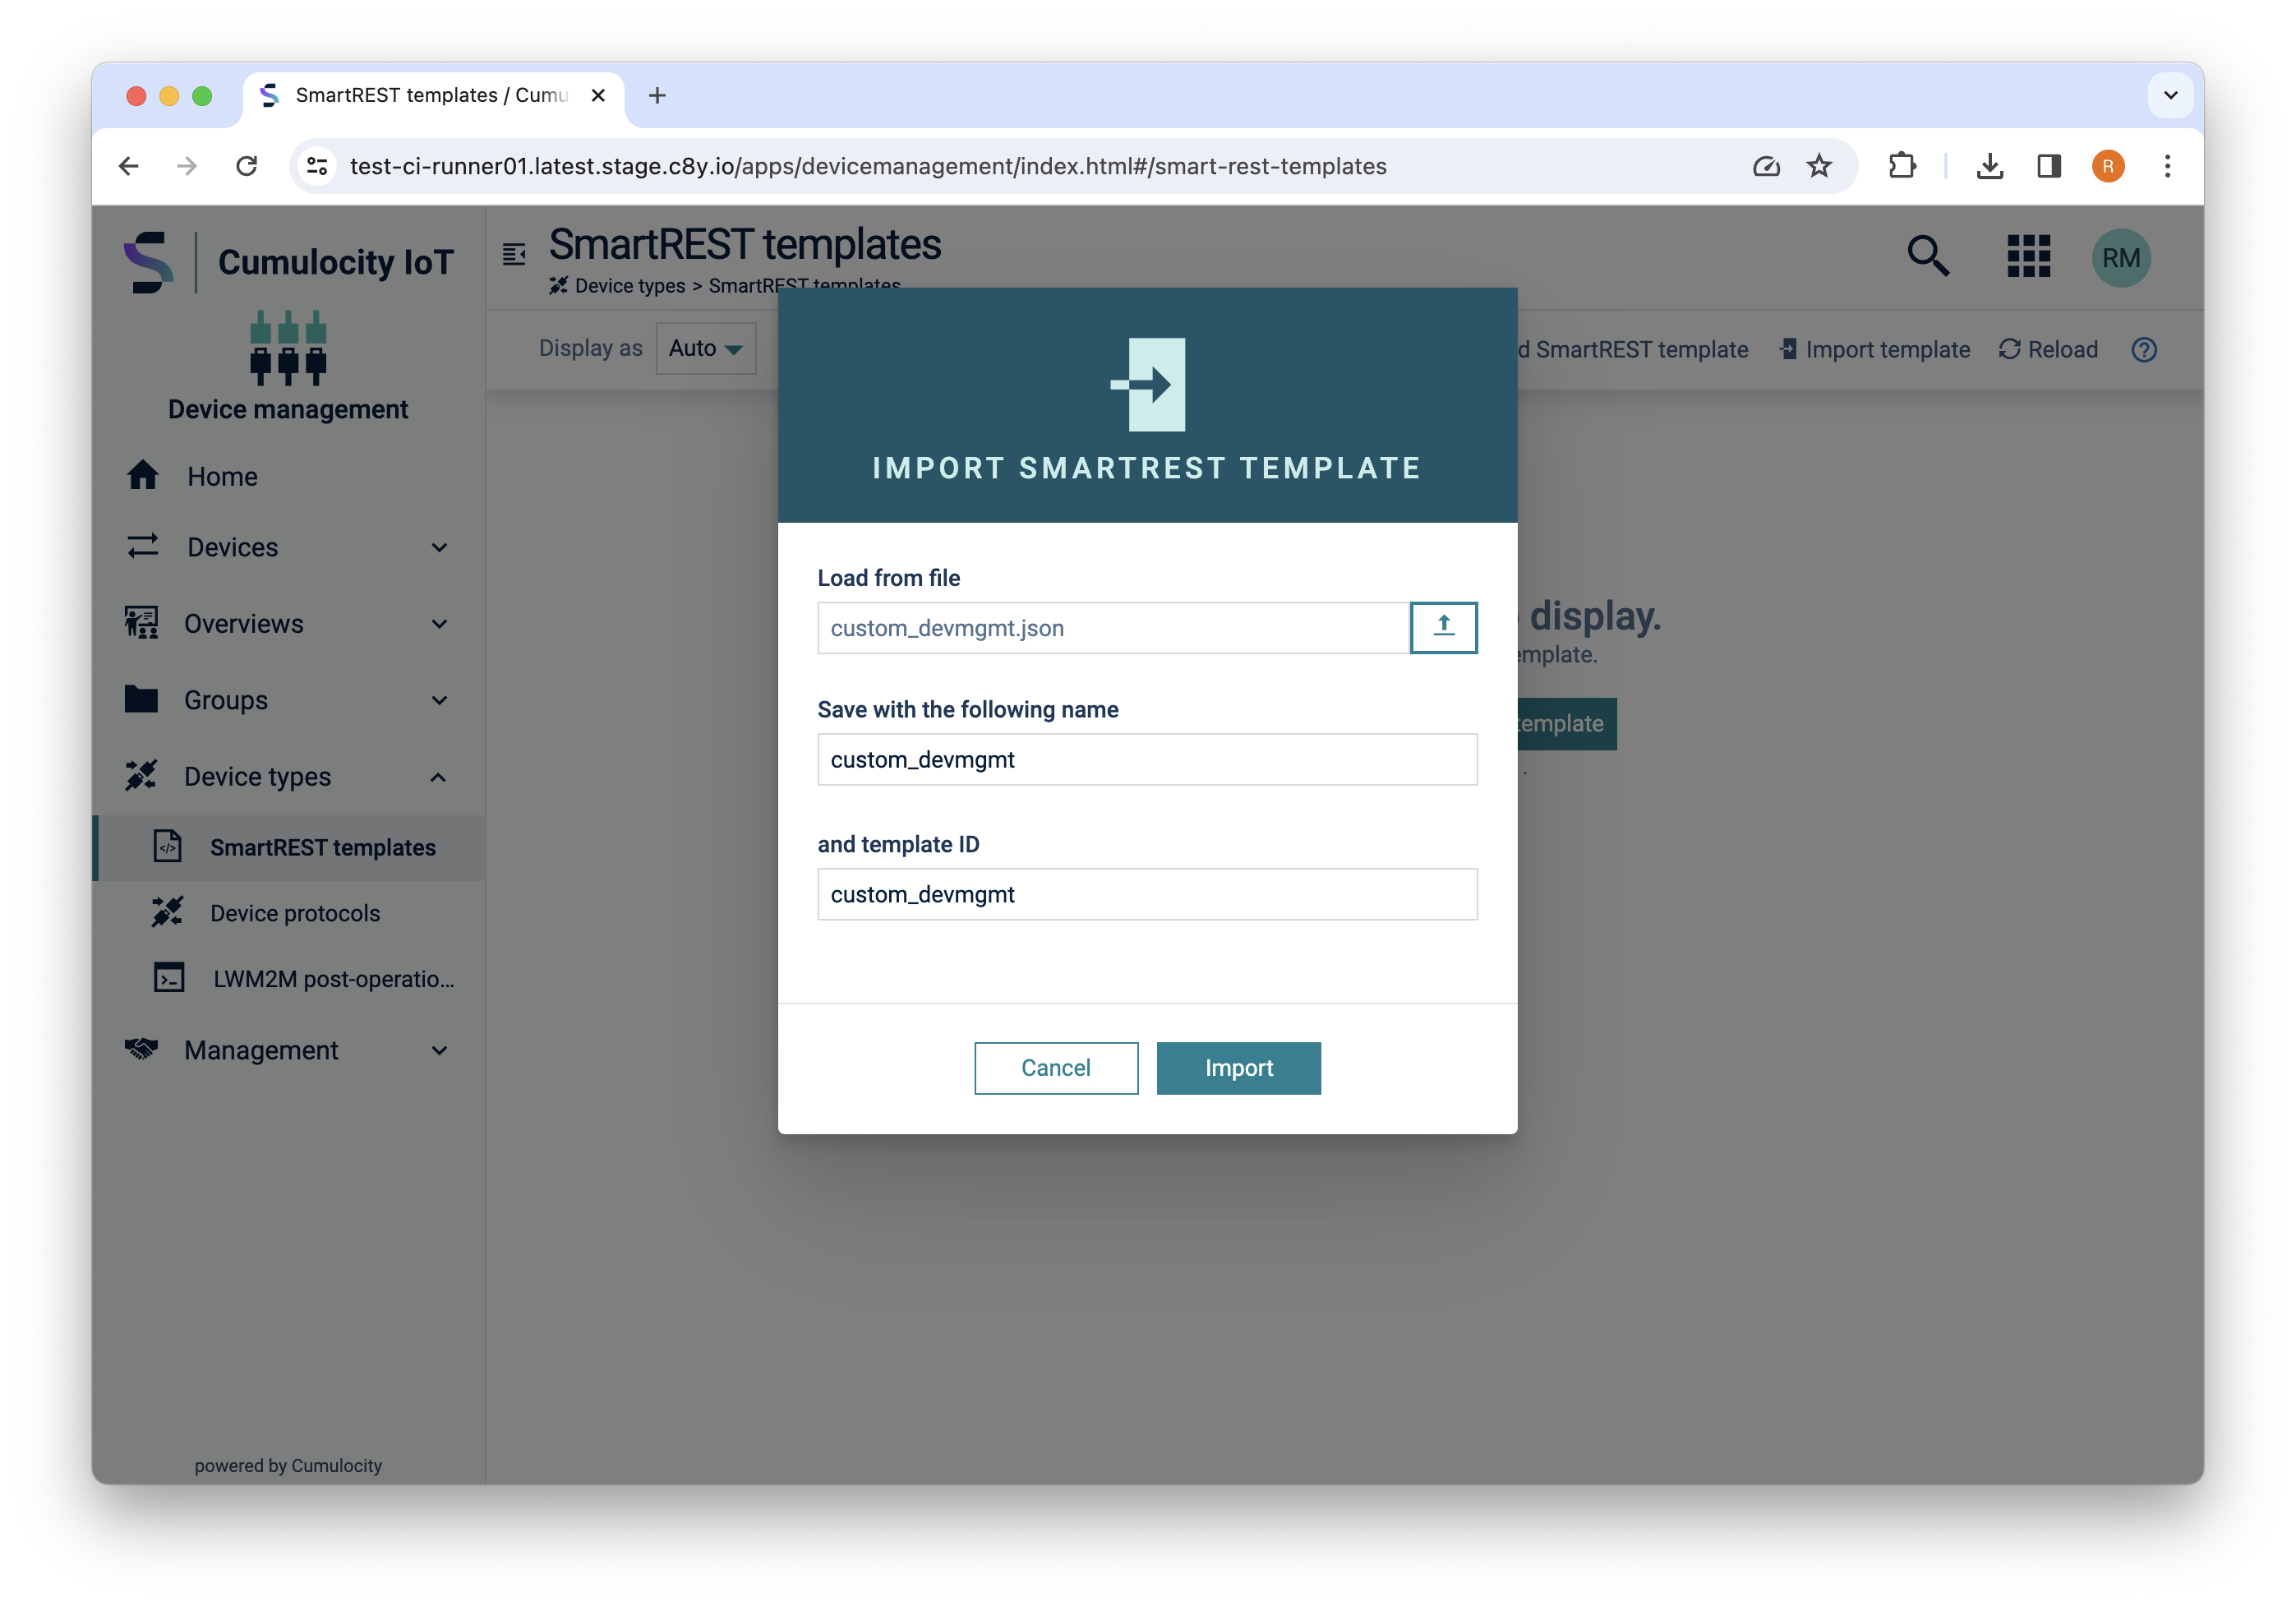 SmartREST templates / Cumu
test-ci-runner01.latest.stage.c8y.io/apps/devicemanagement/index.html#/smart-rest-templates
R
Cumulocity IoT
SmartREST templates
Device types > SmartREST templates
RM
Device management
Display as
Auto
d SmartREST template
Import template
Reload
?
IMPORT SMARTREST TEMPLATE
Home
Devices
Overviews
Groups
Device types
SmartREST templates
Device protocols
LWM2M post-operatio...
Management
Load from file
custom_devmgmt.json
Save with the following name
custom_devmgmt
and template ID
custom_devmgmt
Cancel
Import
display.
emplate.
template
.
powered by Cumulocity